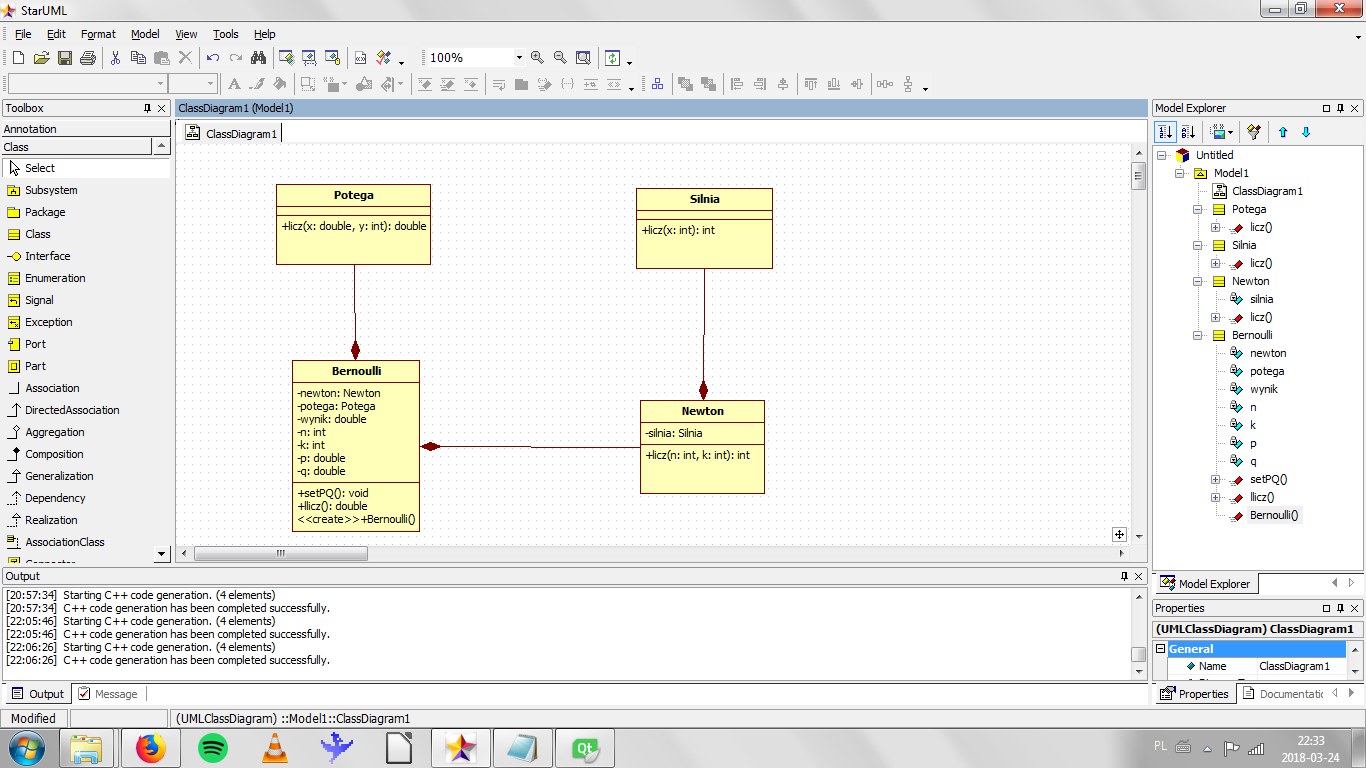 StarUML
File Edit Format Model View Tools Help
100%
Toolbox
Annotation
Class
Select
Subsystem
Package
Class
Interface
Enumeration
Signal
Exception
Port
Part
Association
DirectedAssociation
Aggregation
Composition
Generalization
Dependency
Realization
AssociationClass
ClassDiagram1 (Model1)
ClassDiagram1
Potega
+licz(x: double, y: int): double
Silnia
+licz(x: int): int
Bernoulli
-newton: Newton
-potega: Potega
-wynik: double
-n: int
-k: int
-p: double
-q: double
+setPQ(): void
+llicz(): double
<<create>>+Bernoulli()
Newton
-silnia: Silnia
+licz(n: int, k: int): int
Model Explorer
Untitled
Model1
ClassDiagram1
Potega
licz()
Silnia
licz()
Newton
silnia
licz()
Bernoulli
newton
potega
wynik
n
k
p
q
setPQ()
llicz()
Bernoulli()
Model Explorer
Properties
(UMLClassDiagram) ClassDiagram1
General
Name ClassDiagram1
Properties Documentatic
Output
[20:57:34] Starting C++ code generation. (4 elements)
[20:57:34] C++ code generation has been completed successfully.
[22:05:46] Starting C++ code generation. (4 elements)
[22:05:46] C++ code generation has been completed successfully.
[22:06:26] Starting C++ code generation. (4 elements)
[22:06:26] C++ code generation has been completed successfully.
Output Message
Modified (UMLClassDiagram) ::Model1::ClassDiagram1
Qt
PL
22:33
2018-03-24